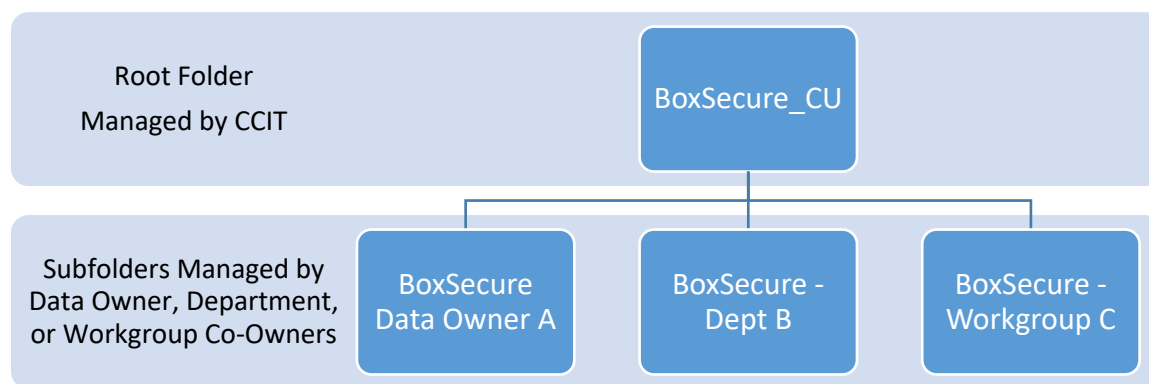 Root Folder
Managed by CCIT
BoxSecure_CU
Subfolders Managed by
Data Owner, Department,
or Workgroup Co-Owners
BoxSecure
Data Owner A
BoxSecure -
Dept B
BoxSecure -
Workgroup C